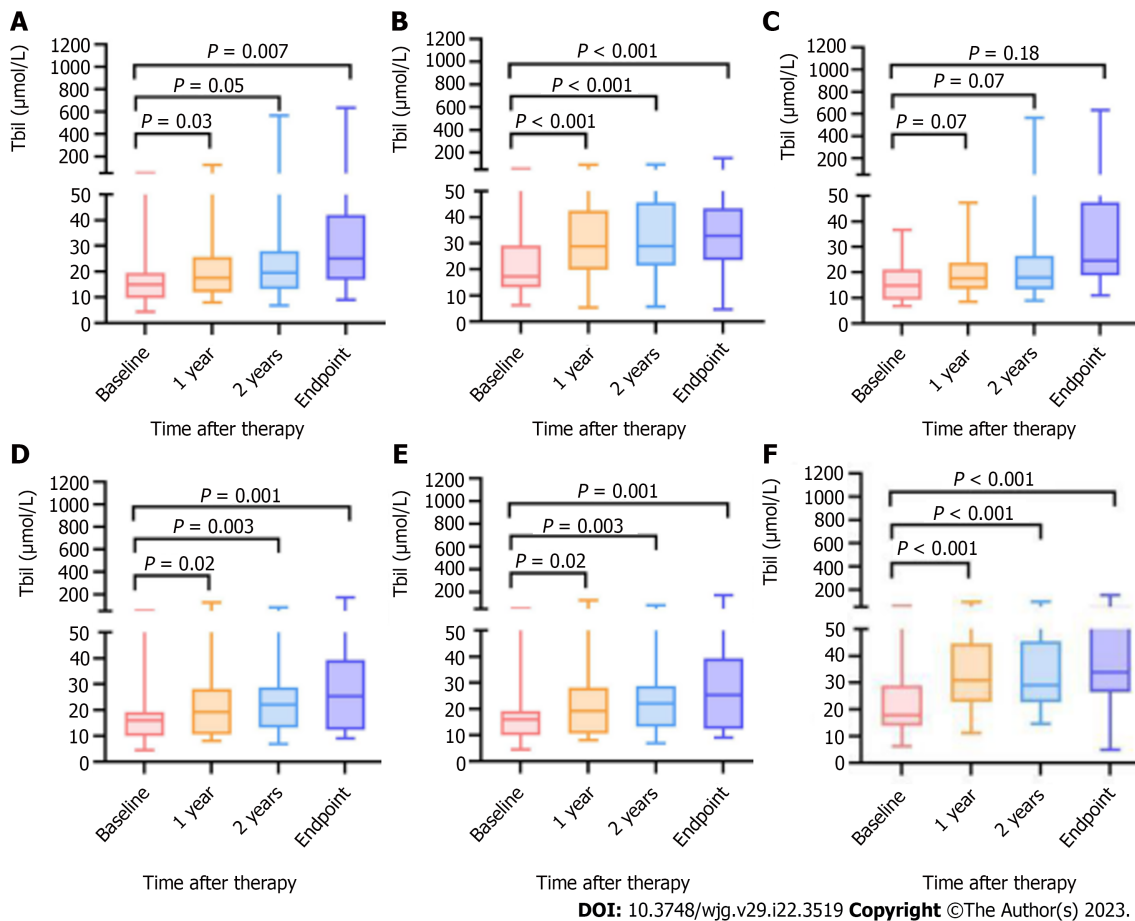 A
Tbil (μmol/L)
1200
1000
800
600
400
200
50
40
30
20
10
0
P = 0.007
P = 0.05
P = 0.03
Baseline
1 year
2 years
Endpoint
Time after therapy
B
Tbil (μmol/L)
1200
1000
800
600
400
200
50
40
30
20
10
0
P < 0.001
P < 0.001
P < 0.001
Baseline
1 year
2 years
Endpoint
Time after therapy
C
Tbil (μmol/L)
1200
1000
800
600
400
200
50
40
30
20
10
0
P = 0.18
P = 0.07
P = 0.07
Baseline
1 year
2 years
Endpoint
Time after therapy
D
Tbil (μmol/L)
1200
1000
800
600
400
200
50
40
30
20
10
0
P = 0.001
P = 0.003
P = 0.02
Baseline
1 year
2 years
Endpoint
Time after therapy
E
Tbil (μmol/L)
1200
1000
800
600
400
200
50
40
30
20
10
0
P = 0.001
P = 0.003
P = 0.02
Baseline
1 year
2 years
Endpoint
Time after therapy
F
Tbil (μmol/L)
1200
1000
800
600
400
200
50
40
30
20
10
0
P < 0.001
P < 0.001
P < 0.001
Baseline
1 year
2 years
Endpoint
Time after therapy
DOI: 10.3748/wjg.v29.i22.3519 Copyright ©The Author(s) 2023.